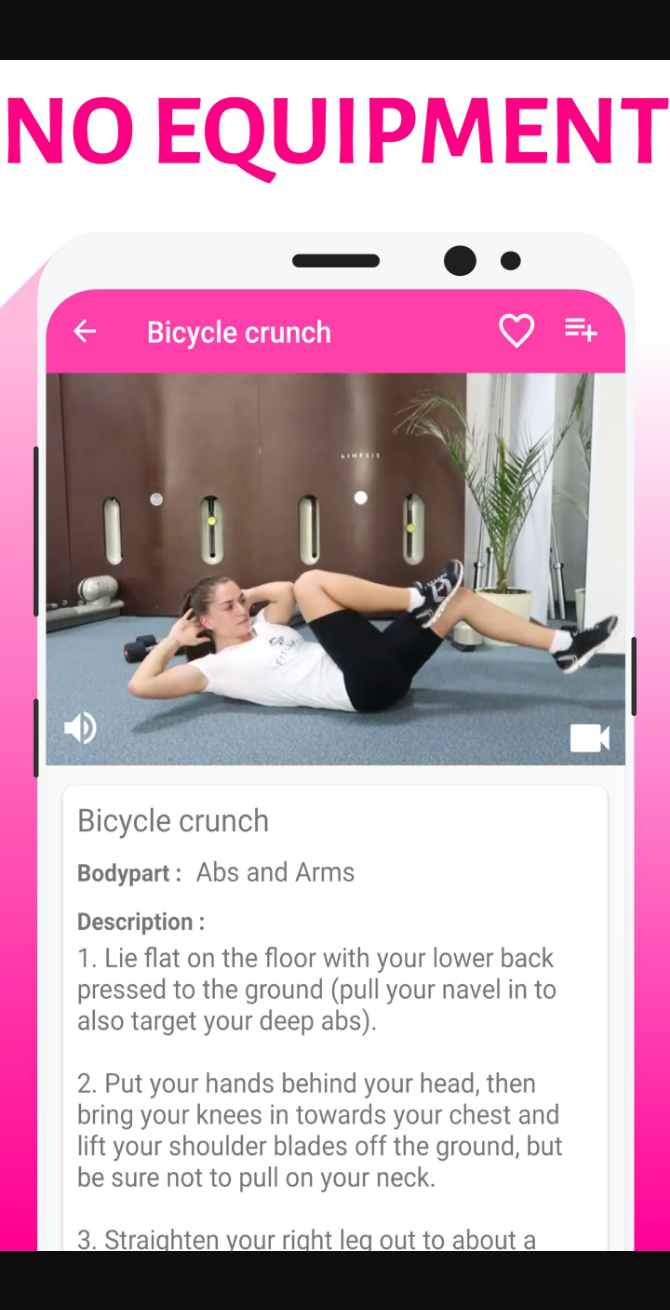 NO EQUIPMENT
Bicycle crunch
LINESIS
Bicycle crunch
Bodypart : Abs and Arms
Description :
1. Lie flat on the floor with your lower back
pressed to the ground (pull your navel in to
also target your deep abs).
2. Put your hands behind your head, then
bring your knees in towards your chest and
lift your shoulder blades off the ground, but
be sure not to pull on your neck.
3. Straighten your right leg out to about a